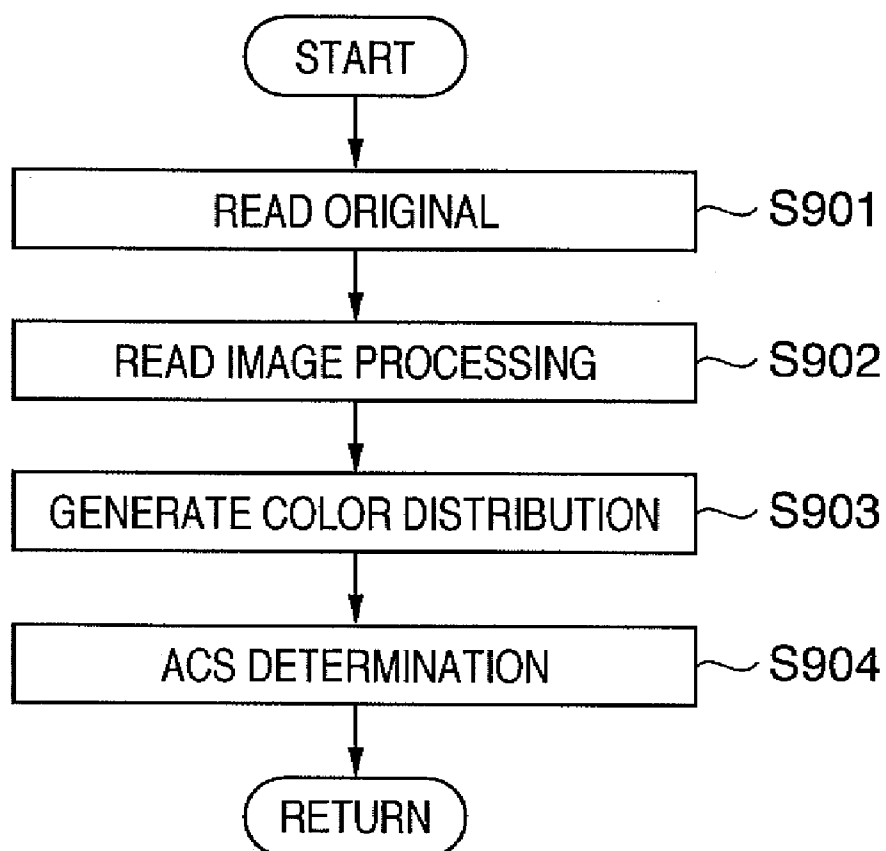 START
READ ORIGINAL S901
READ IMAGE PROCESSING S902
GENERATE COLOR DISTRIBUTION S903
ACS DETERMINATION S904
RETURN